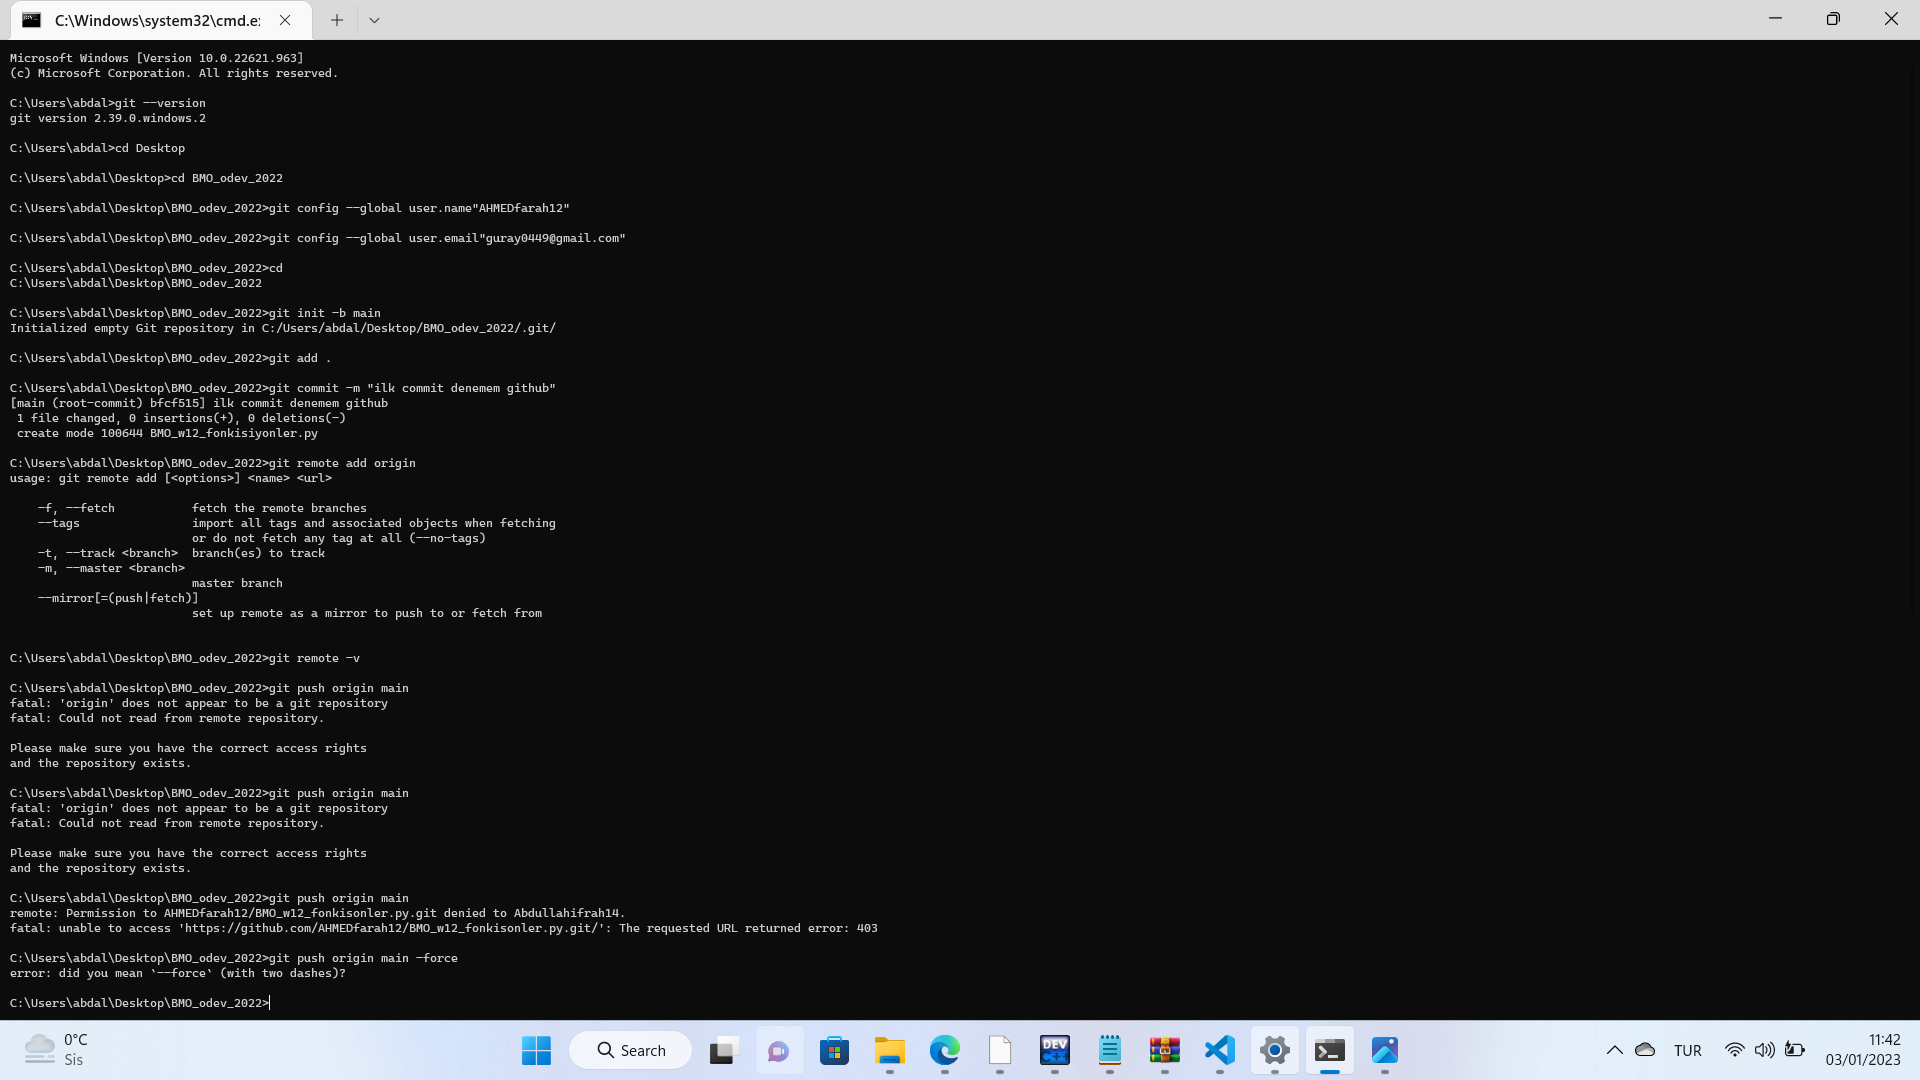 C:\Windows\system32\cmd.e:
Microsoft Windows [Version 10.0.22621.963]
(c) Microsoft Corporation. All rights reserved.
C:\Users\abdal>git --version
git version 2.39.0.windows.2
C:\Users\abdal>cd Desktop
C:\Users\abdal\Desktop>cd BMO_odev_2022
C:\Users\abdal\Desktop\BMO_odev_2022>git config --global user.name"AHMEDfarah12"
C:\Users\abdal\Desktop\BMO_odev_2022>git config --global user.email"guray0449@gmail.com"
C:\Users\abdal\Desktop\BMO_odev_2022>cd
C:\Users\abdal\Desktop\BMO_odev_2022
C:\Users\abdal\Desktop\BMO_odev_2022>git init -b main
Initialized empty Git repository in C:/Users/abdal/Desktop/BMO_odev_2022/.git/
C:\Users\abdal\Desktop\BMO_odev_2022>git add .
C:\Users\abdal\Desktop\BMO_odev_2022>git commit -m "ilk commit denemem github"
[main (root-commit) bfcf515] ilk commit denemem github
 1 file changed, 0 insertions(+), 0 deletions(-)
 create mode 100644 BMO_w12_fonkisiyonler.py
C:\Users\abdal\Desktop\BMO_odev_2022>git remote add origin
usage: git remote add [<options>] <name> <url>
    -f, --fetch           fetch the remote branches
    --tags                import all tags and associated objects when fetching
                          or do not fetch any tag at all (--no-tags)
    -t, --track <branch>  branch(es) to track
    -m, --master <branch>
                          master branch
    --mirror[=(push|fetch)]
                          set up remote as a mirror to push to or fetch from
C:\Users\abdal\Desktop\BMO_odev_2022>git remote -v
C:\Users\abdal\Desktop\BMO_odev_2022>git push origin main
fatal: 'origin' does not appear to be a git repository
fatal: Could not read from remote repository.
Please make sure you have the correct access rights
and the repository exists.
C:\Users\abdal\Desktop\BMO_odev_2022>git push origin main
fatal: 'origin' does not appear to be a git repository
fatal: Could not read from remote repository.
Please make sure you have the correct access rights
and the repository exists.
C:\Users\abdal\Desktop\BMO_odev_2022>git push origin main
remote: Permission to AHMEDfarah12/BMO_w12_fonkisonler.py.git denied to Abdullahifrah14.
fatal: unable to access 'https://github.com/AHMEDfarah12/BMO_w12_fonkisonler.py.git/': The requested URL returned error: 403
C:\Users\abdal\Desktop\BMO_odev_2022>git push origin main -force
error: did you mean `--force` (with two dashes)?
C:\Users\abdal\Desktop\BMO_odev_2022>
0°C
Sis
Search
DEV
C++
TUR
11:42
03/01/2023